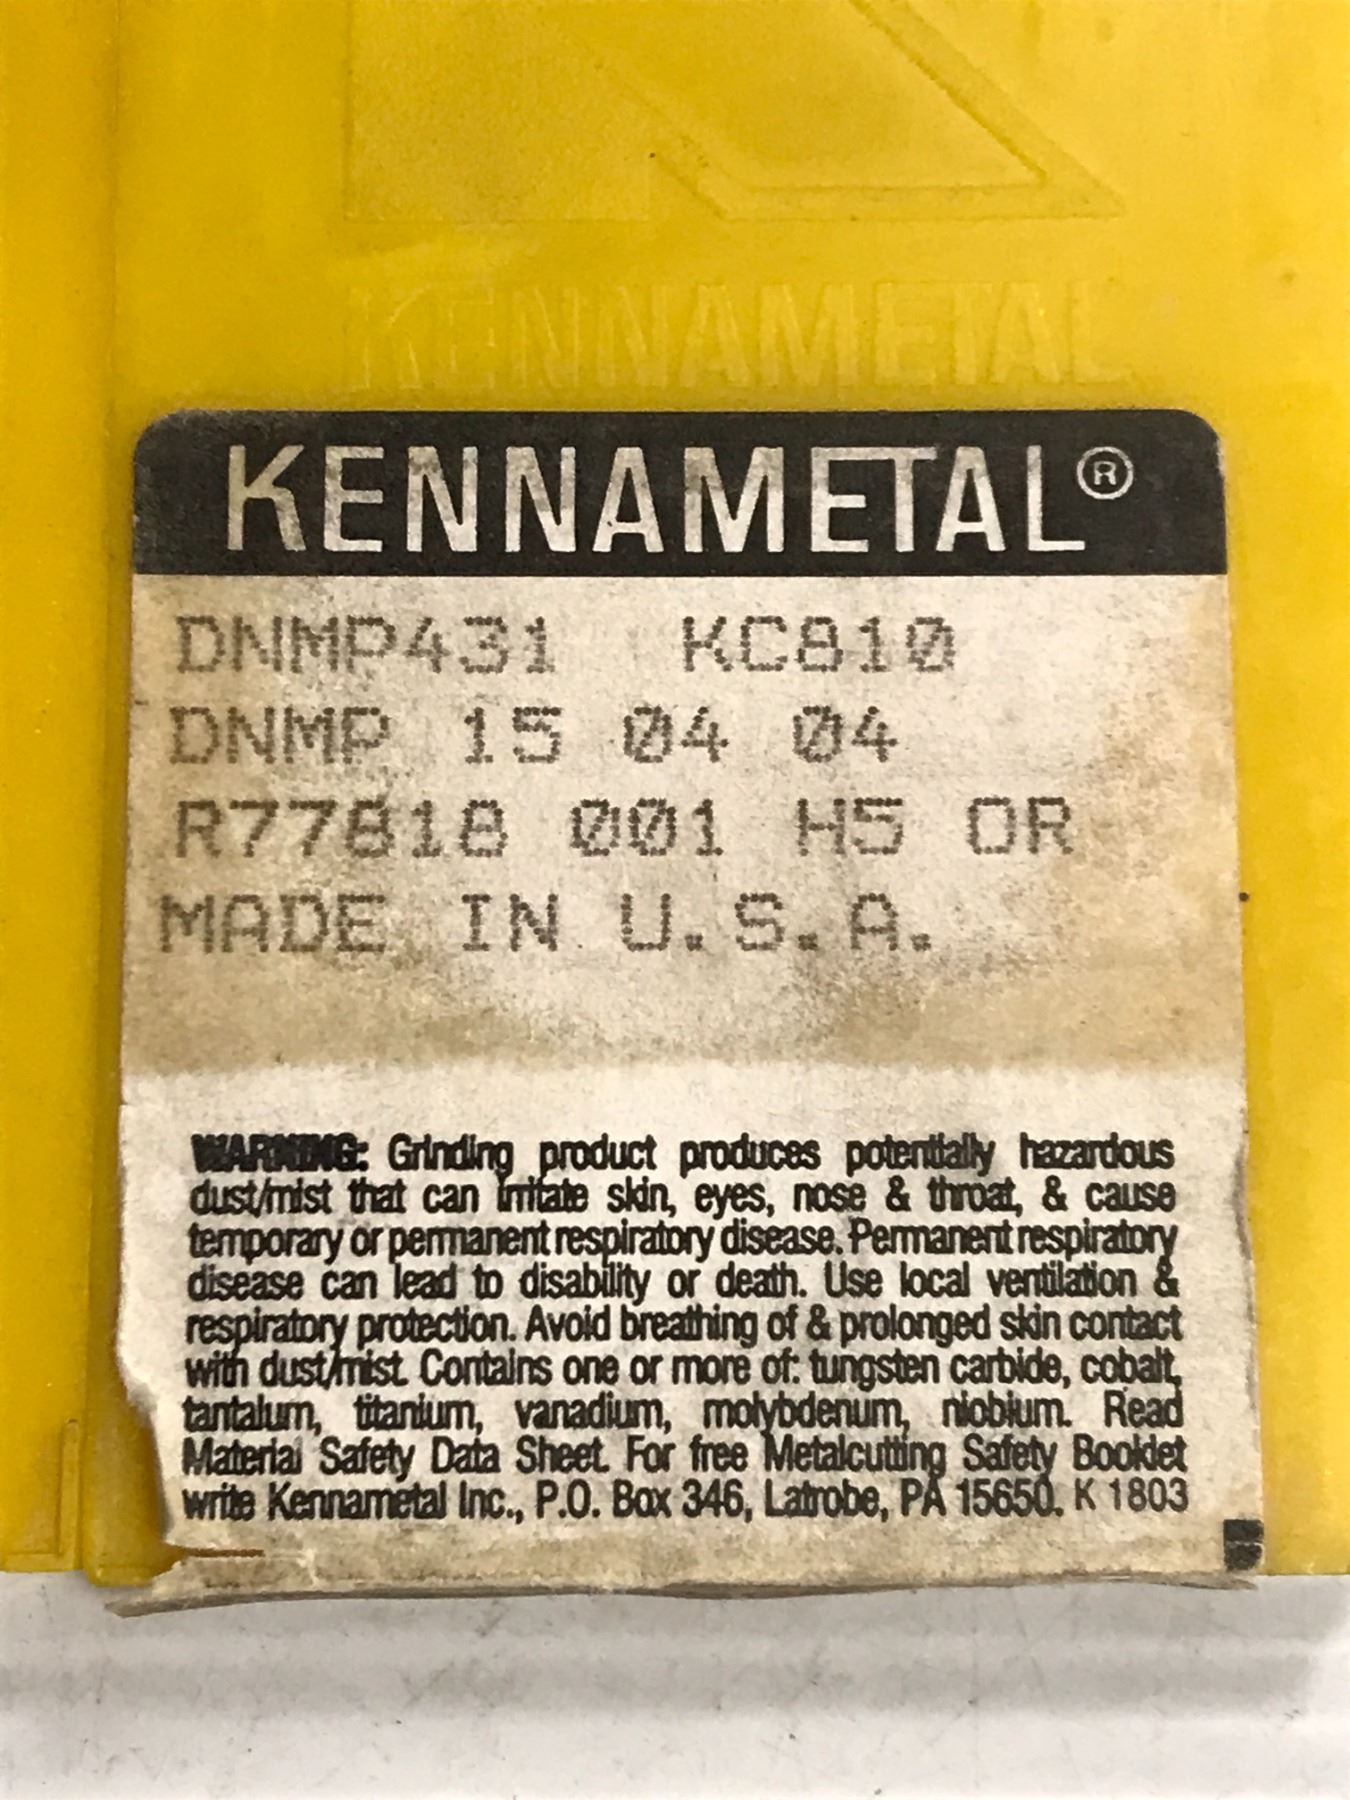 KENNAMETAL
KENNAMETAL®
DNMP431 KC810
DNMP 15 04 04
R77818 001 H5 OR
MADE IN U.S.A.
WARNING: Grinding product produces potentially hazardous
dust/mist that can irritate skin, eyes, nose & throat, & cause
temporary or permanent respiratory disease. Permanent respiratory
disease can lead to disability or death. Use local ventilation &
respiratory protection. Avoid breathing of & prolonged skin contact
with dust/mist. Contains one or more of: tungsten carbide, cobalt,
tantalum, titanium, vanadium, molybdenum, niobium. Read
Material Safety Data Sheet. For free Metalcutting Safety Booklet
write Kennametal Inc., P.O. Box 346, Latrobe, PA 15650. K 1803